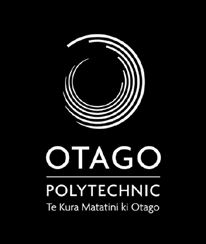 OTAGO
POLYTECHNIC
Te Kura Matatini ki Otago